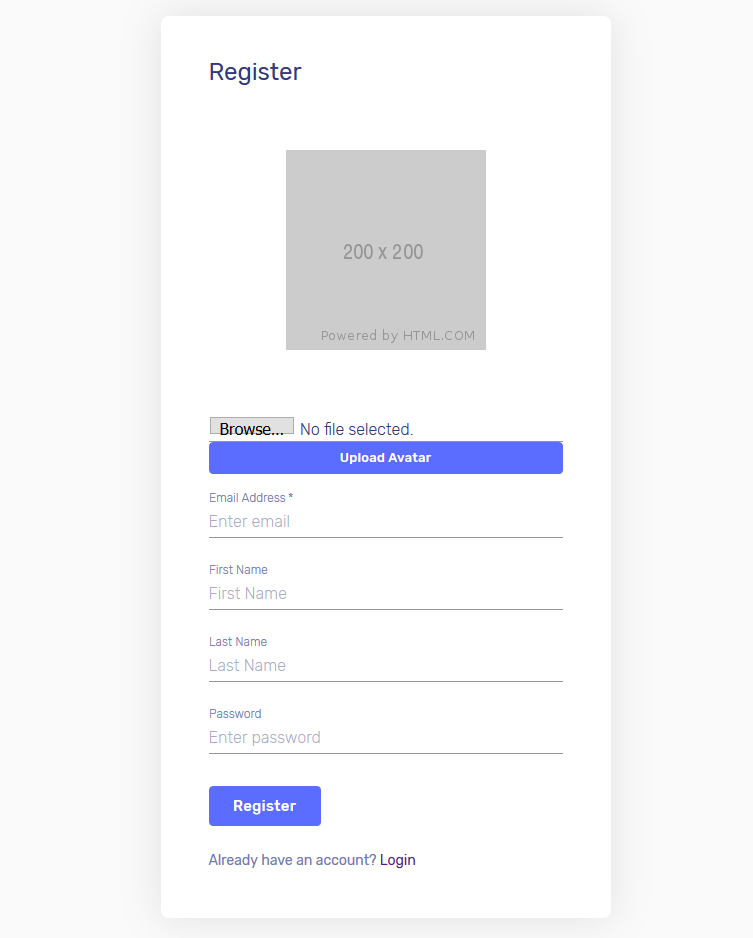 Register
200 x 200
Powered by HTML.COM
Browse... No file selected.
Upload Avatar
Email Address *
Enter email
First Name
First Name
Last Name
Last Name
Password
Enter password
Register
Already have an account? Login